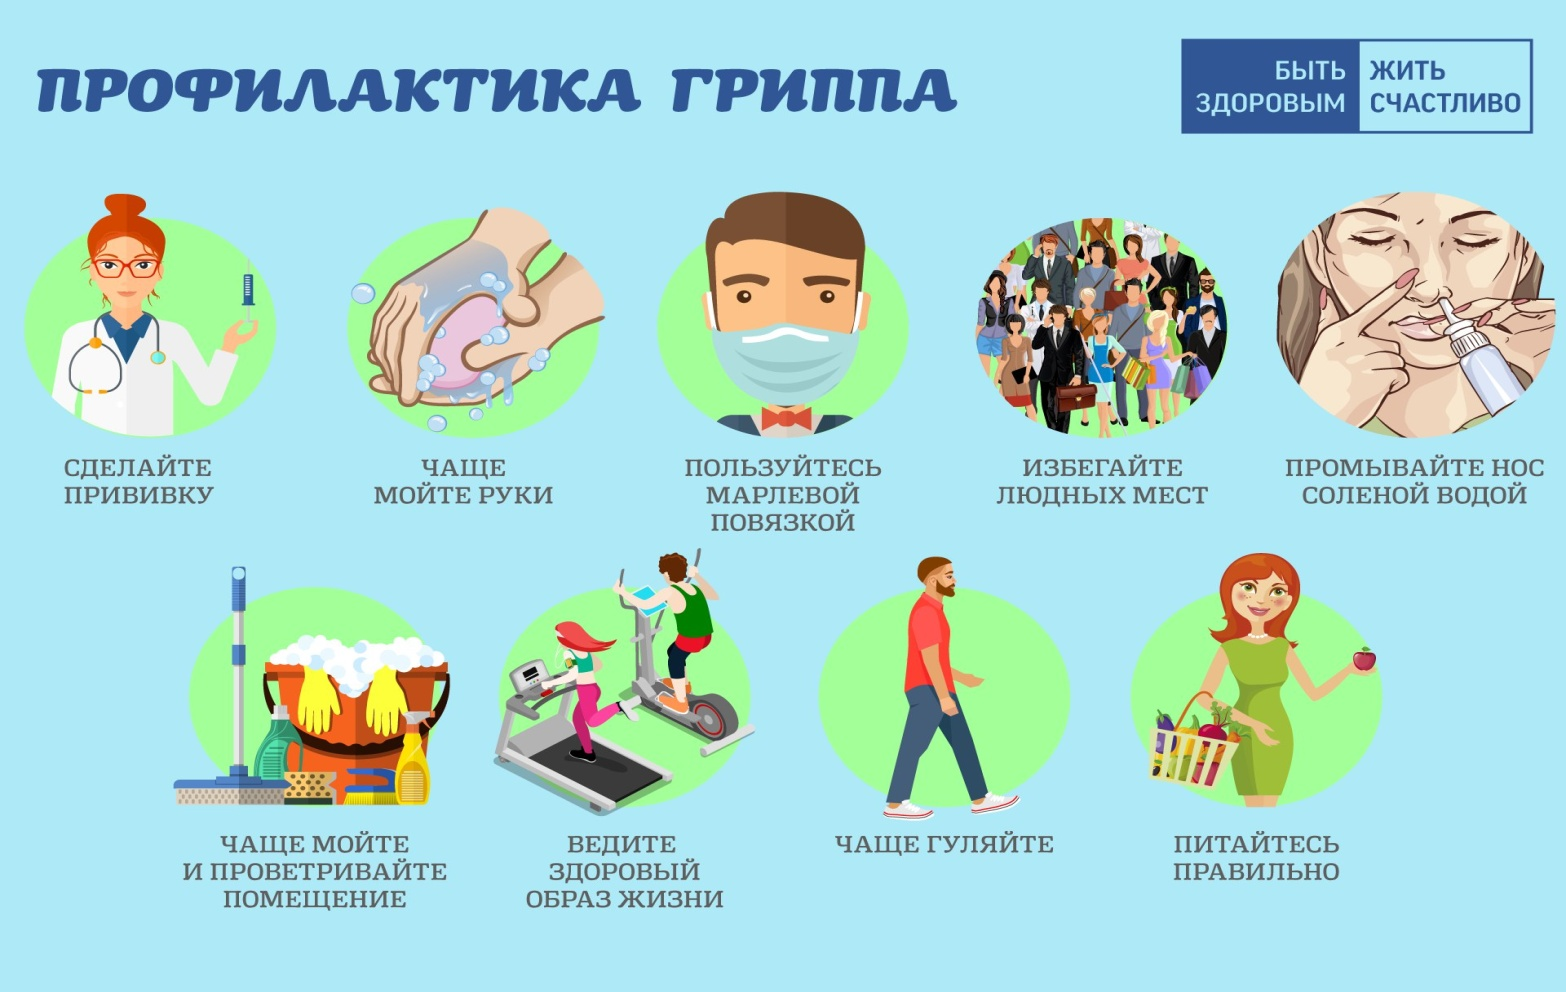 ПРОФИЛАКТИКА ГРИППА
БЫТЬ
ЗДОРОВЫМ
ЖИТЬ
СЧАСТЛИВО
СДЕЛАЙТЕ
ПРИВИВКУ
ЧАЩЕ
МОЙТЕ РУКИ
ПОЛЬЗУЙТЕСЬ
МАРЛЕВОЙ
ПОВЯЗКОЙ
ИЗБЕГАЙТЕ
ЛЮДНЫХ МЕСТ
ПРОМЫВАЙТЕ НОС
СОЛЕНОЙ ВОДОЙ
ЧАЩЕ МОЙТЕ
И ПРОВЕТРИВАЙТЕ
ПОМЕЩЕНИЕ
ВЕДИТЕ
ЗДОРОВЫЙ
ОБРАЗ ЖИЗНИ
ЧАЩЕ ГУЛЯЙТЕ
ПИТАЙТЕСЬ
ПРАВИЛЬНО